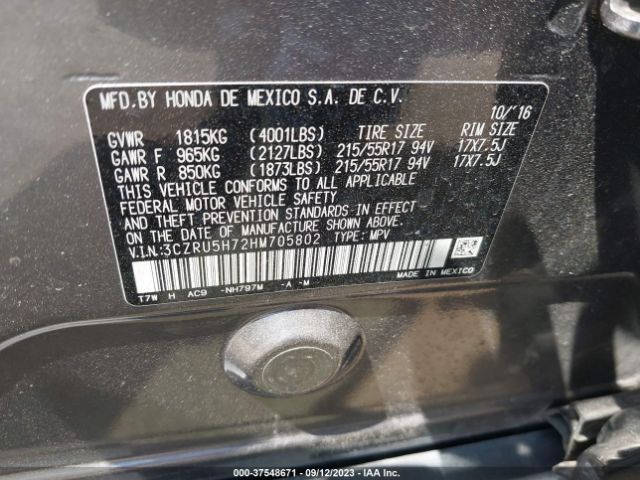 MFD.BY HONDA DE MEXICO S.A. DE C.V.
10/'16
GVWR 1815KG (4001LBS) TIRE SIZE RIM SIZE
GAWR F 965KG (2127LBS) 215/55R17 94V 17X7.5J
GAWR R 850KG (1873LBS) 215/55R17 94V 17X7.5J
THIS VEHICLE CONFORMS TO ALL APPLICABLE
FEDERAL MOTOR VEHICLE SAFETY
AND THEFT PREVENTION STANDARDS IN EFFECT
ON THE DATE OF MANUFACTURE SHOWN ABOVE.
V.I.N.:3CZRU5H72HM705802 TYPE: MPV
MADE IN MEXICO
T7W H AC9 -NH797M -A -M
000-37548671 - 09/12/2023 - IAA Inc.